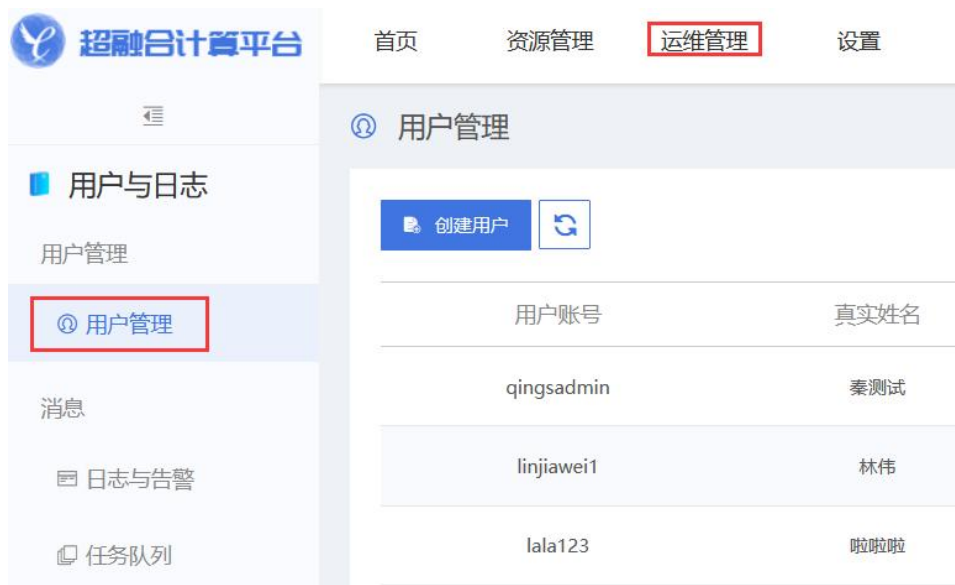 超融合计算平台
首页 资源管理 运维管理 设置
用户管理
用户与日志
用户管理
用户管理
消息
日志与告警
任务队列
创建用户
用户账号 真实姓名
qingsadmin 秦测试
linjiawei1 林伟
lala123 啦啦啦